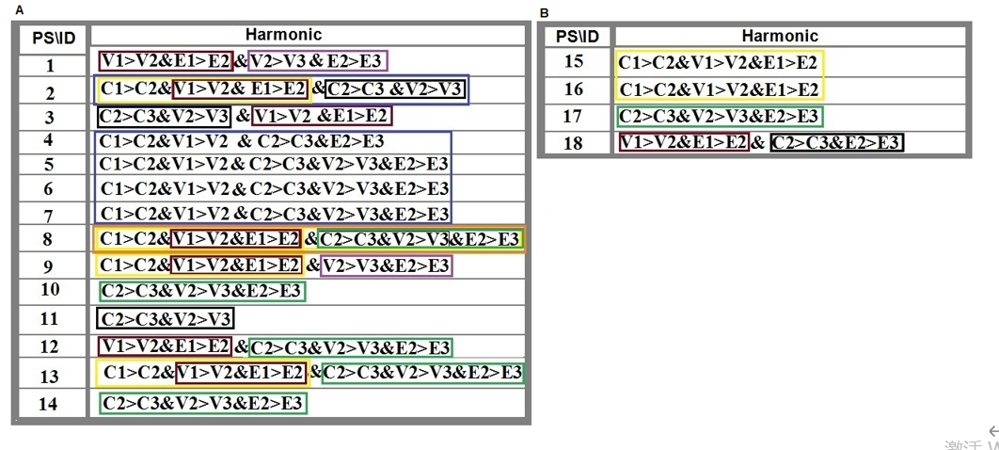 A
PS\ID Harmonic
1 V1>V2&E1>E2 & V2>V3 & E2>E3
2 C1>C2&V1>V2& E1>E2 & C2>C3 &V2>V3
3 C2>C3&V2>V3 & V1>V2 &E1>E2
4 C1>C2&V1>V2 & C2>C3&E2>E3
5 C1>C2&V1>V2 & C2>C3&V2>V3&E2>E3
6 C1>C2&V1>V2 & C2>C3&V2>V3&E2>E3
7 C1>C2&V1>V2 & C2>C3&V2>V3&E2>E3
8 C1>C2&V1>V2&E1>E2 & C2>C3&V2>V3&E2>E3
9 C1>C2&V1>V2&E1>E2 & V2>V3&E2>E3
10 C2>C3&V2>V3&E2>E3
11 C2>C3&V2>V3
12 V1>V2&E1>E2 & C2>C3&V2>V3&E2>E3
13 C1>C2&V1>V2&E1>E2 & C2>C3&V2>V3&E2>E3
14 C2>C3&V2>V3&E2>E3
B
PS\ID Harmonic
15 C1>C2&V1>V2&E1>E2
16 C1>C2&V1>V2&E1>E2
17 C2>C3&V2>V3&E2>E3
18 V1>V2&E1>E2 & C2>C3&E2>E3
激活 W